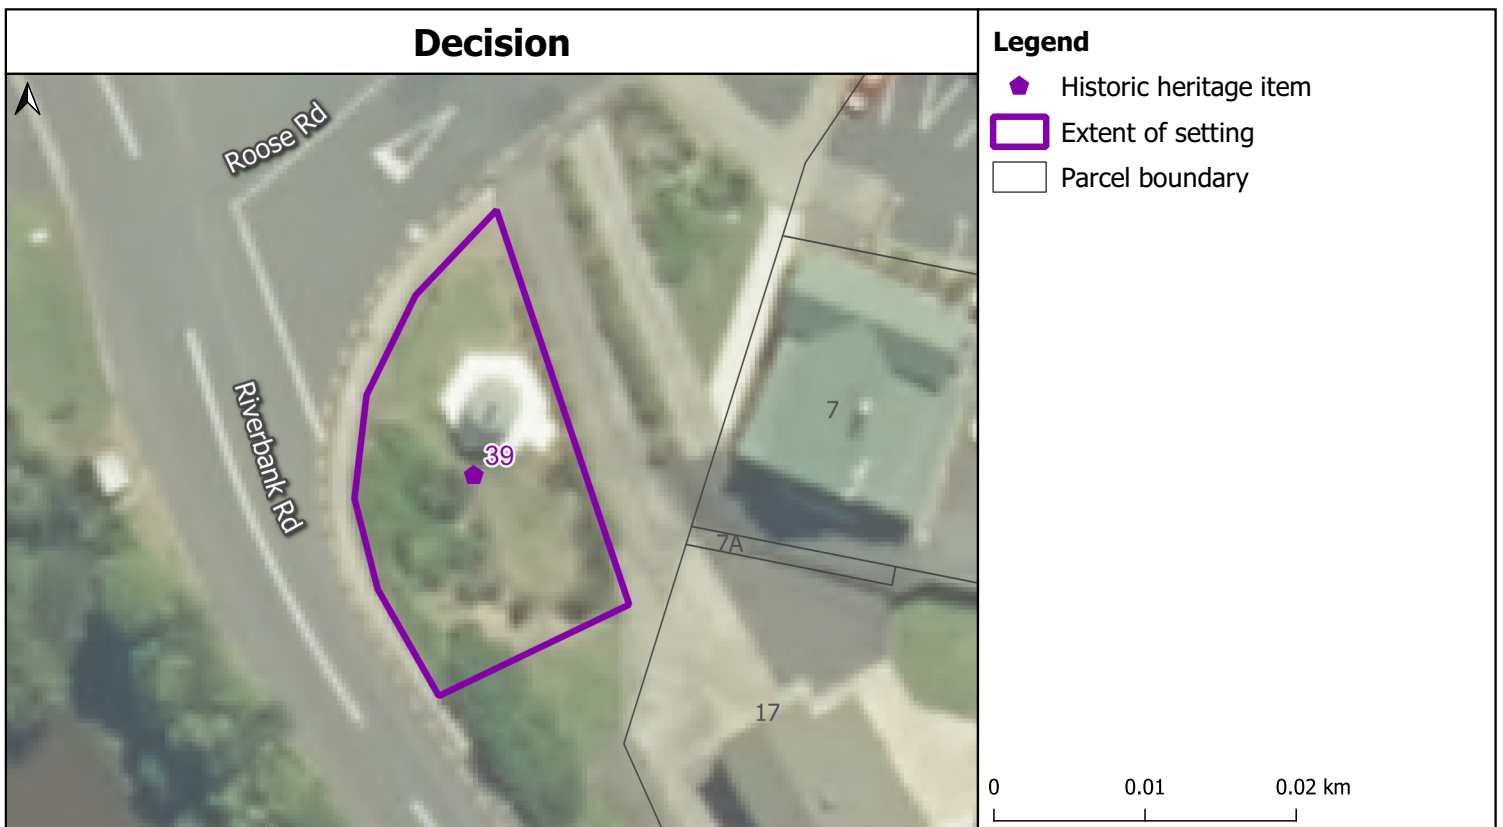 Decision
Legend
Historic heritage item
Extent of setting
Parcel boundary
Roose Rd
Riverbank Rd
39
7
7A
17
0 0.01 0.02 km